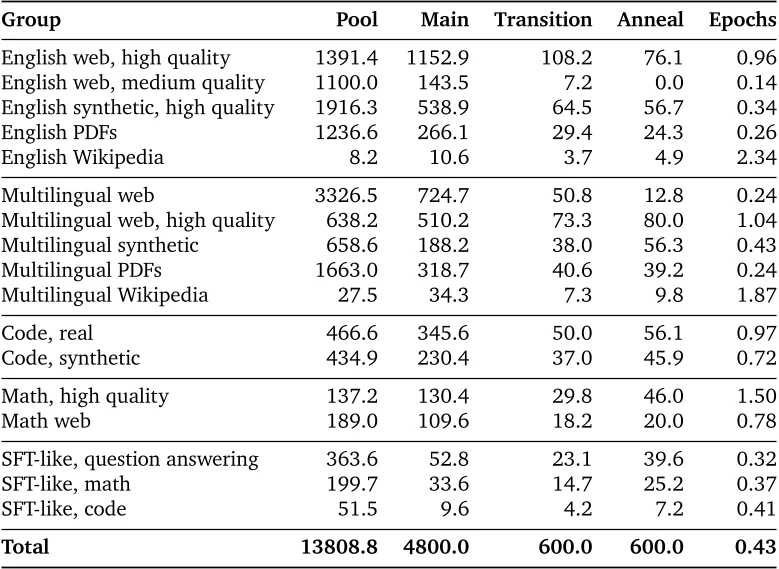 Group Pool Main Transition Anneal Epochs
English web, high quality 1391.4 1152.9 108.2 76.1 0.96
English web, medium quality 1100.0 143.5 7.2 0.0 0.14
English synthetic, high quality 1916.3 538.9 64.5 56.7 0.34
English PDFs 1236.6 266.1 29.4 24.3 0.26
English Wikipedia 8.2 10.6 3.7 4.9 2.34
Multilingual web 3326.5 724.7 50.8 12.8 0.24
Multilingual web, high quality 638.2 510.2 73.3 80.0 1.04
Multilingual synthetic 658.6 188.2 38.0 56.3 0.43
Multilingual PDFs 1663.0 318.7 40.6 39.2 0.24
Multilingual Wikipedia 27.5 34.3 7.3 9.8 1.87
Code, real 466.6 345.6 50.0 56.1 0.97
Code, synthetic 434.9 230.4 37.0 45.9 0.72
Math, high quality 137.2 130.4 29.8 46.0 1.50
Math web 189.0 109.6 18.2 20.0 0.78
SFT-like, question answering 363.6 52.8 23.1 39.6 0.32
SFT-like, math 199.7 33.6 14.7 25.2 0.37
SFT-like, code 51.5 9.6 4.2 7.2 0.41
Total 13808.8 4800.0 600.0 600.0 0.43